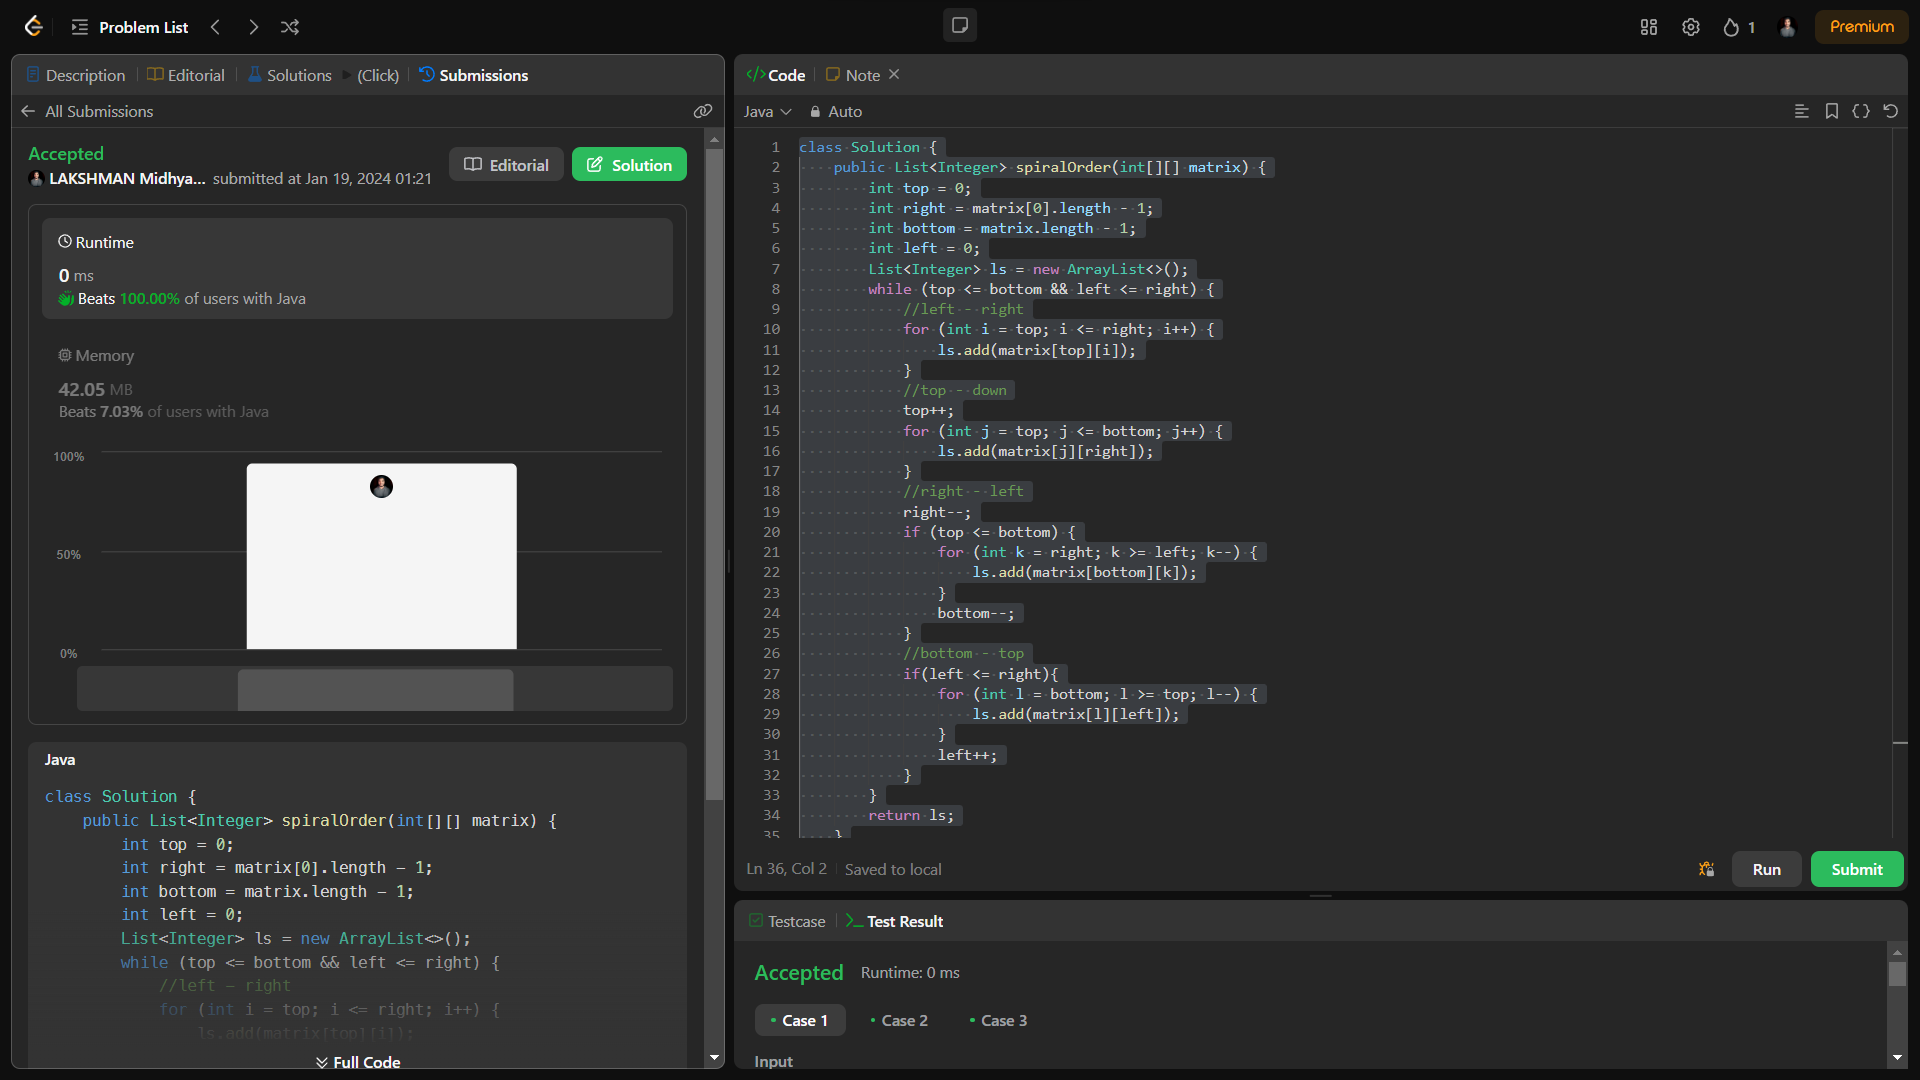 Problem List
1
Premium
Description
Editorial
Solutions
(Click)
Submissions
All Submissions
Accepted
LAKSHMAN Midhya... submitted at Jan 19, 2024 01:21
Editorial
Solution
Runtime
0 ms
Beats 100.00% of users with Java
Memory
42.05 MB
Beats 7.03% of users with Java
100%
50%
0%
Java
class Solution {
    public List<Integer> spiralOrder(int[][] matrix) {
        int top = 0;
        int right = matrix[0].length - 1;
        int bottom = matrix.length - 1;
        int left = 0;
        List<Integer> ls = new ArrayList<>();
        while (top <= bottom && left <= right) {
            //left - right
            for (int i = top; i <= right; i++) {
                ls.add(matrix[top][i]);
Full Code
</> Code
Note
Java
Auto
1 class Solution {
2     public List<Integer> spiralOrder(int[][] matrix) {
3         int top = 0;
4         int right = matrix[0].length - 1;
5         int bottom = matrix.length - 1;
6         int left = 0;
7         List<Integer> ls = new ArrayList<>();
8         while (top <= bottom && left <= right) {
9             //left - right
10             for (int i = top; i <= right; i++) {
11                 ls.add(matrix[top][i]);
12             }
13             //top - down
14             top++;
15             for (int j = top; j <= bottom; j++) {
16                 ls.add(matrix[j][right]);
17             }
18             //right - left
19             right--;
20             if (top <= bottom) {
21                 for (int k = right; k >= left; k--) {
22                     ls.add(matrix[bottom][k]);
23                 }
24                 bottom--;
25             }
26             //bottom - top
27             if(left <= right){
28                 for (int l = bottom; l >= top; l--) {
29                     ls.add(matrix[l][left]);
30                 }
31                 left++;
32             }
33         }
34         return ls;
35     }
Ln 36, Col 2
Saved to local
Run
Submit
Testcase
Test Result
Accepted
Runtime: 0 ms
• Case 1
• Case 2
• Case 3
Input